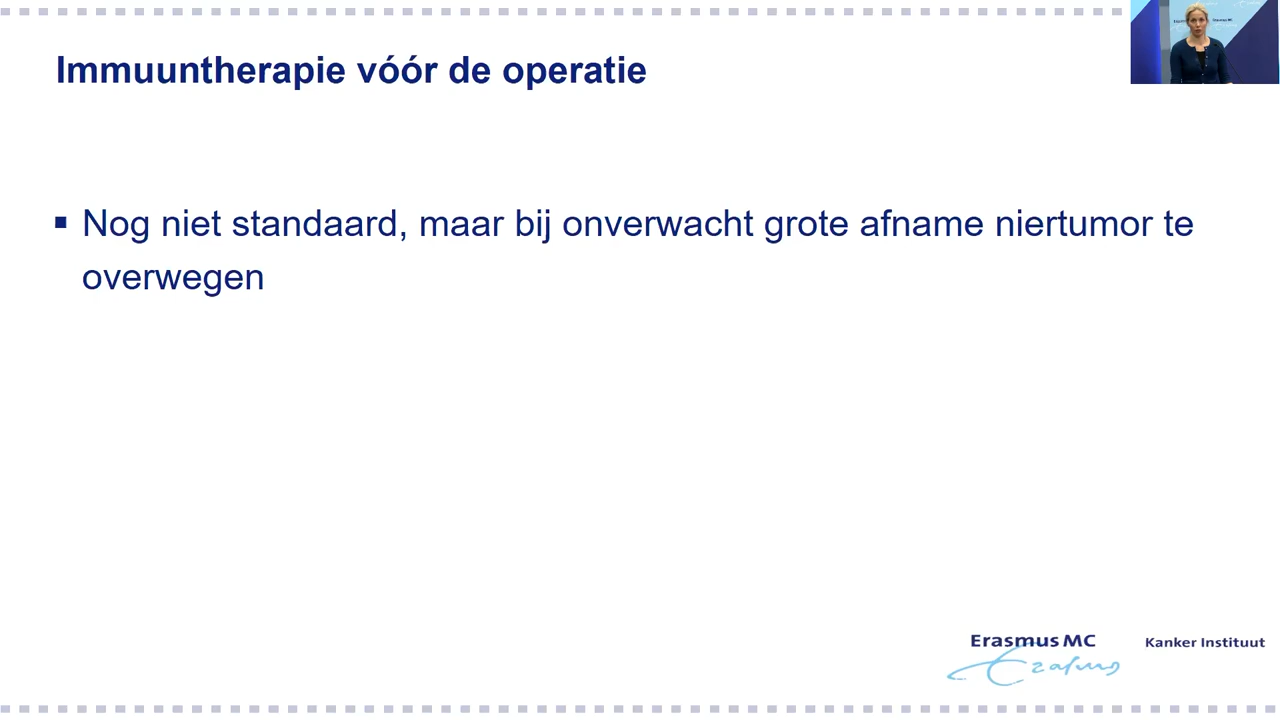 Immuuntherapie vóór de operatie
▪ Nog niet standaard, maar bij onverwacht grote afname niertumor te
overwegen
Erasmus MC
Erasmus
Kanker Instituut